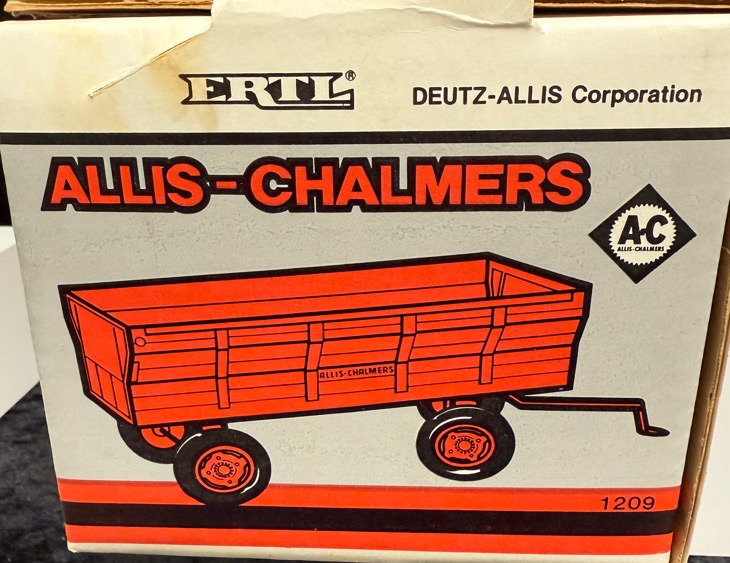 ERTL®
DEUTZ-ALLIS Corporation
ALLIS-CHALMERS
A-C
ALLIS-CHALMERS
ALLIS-CHALMERS
1209